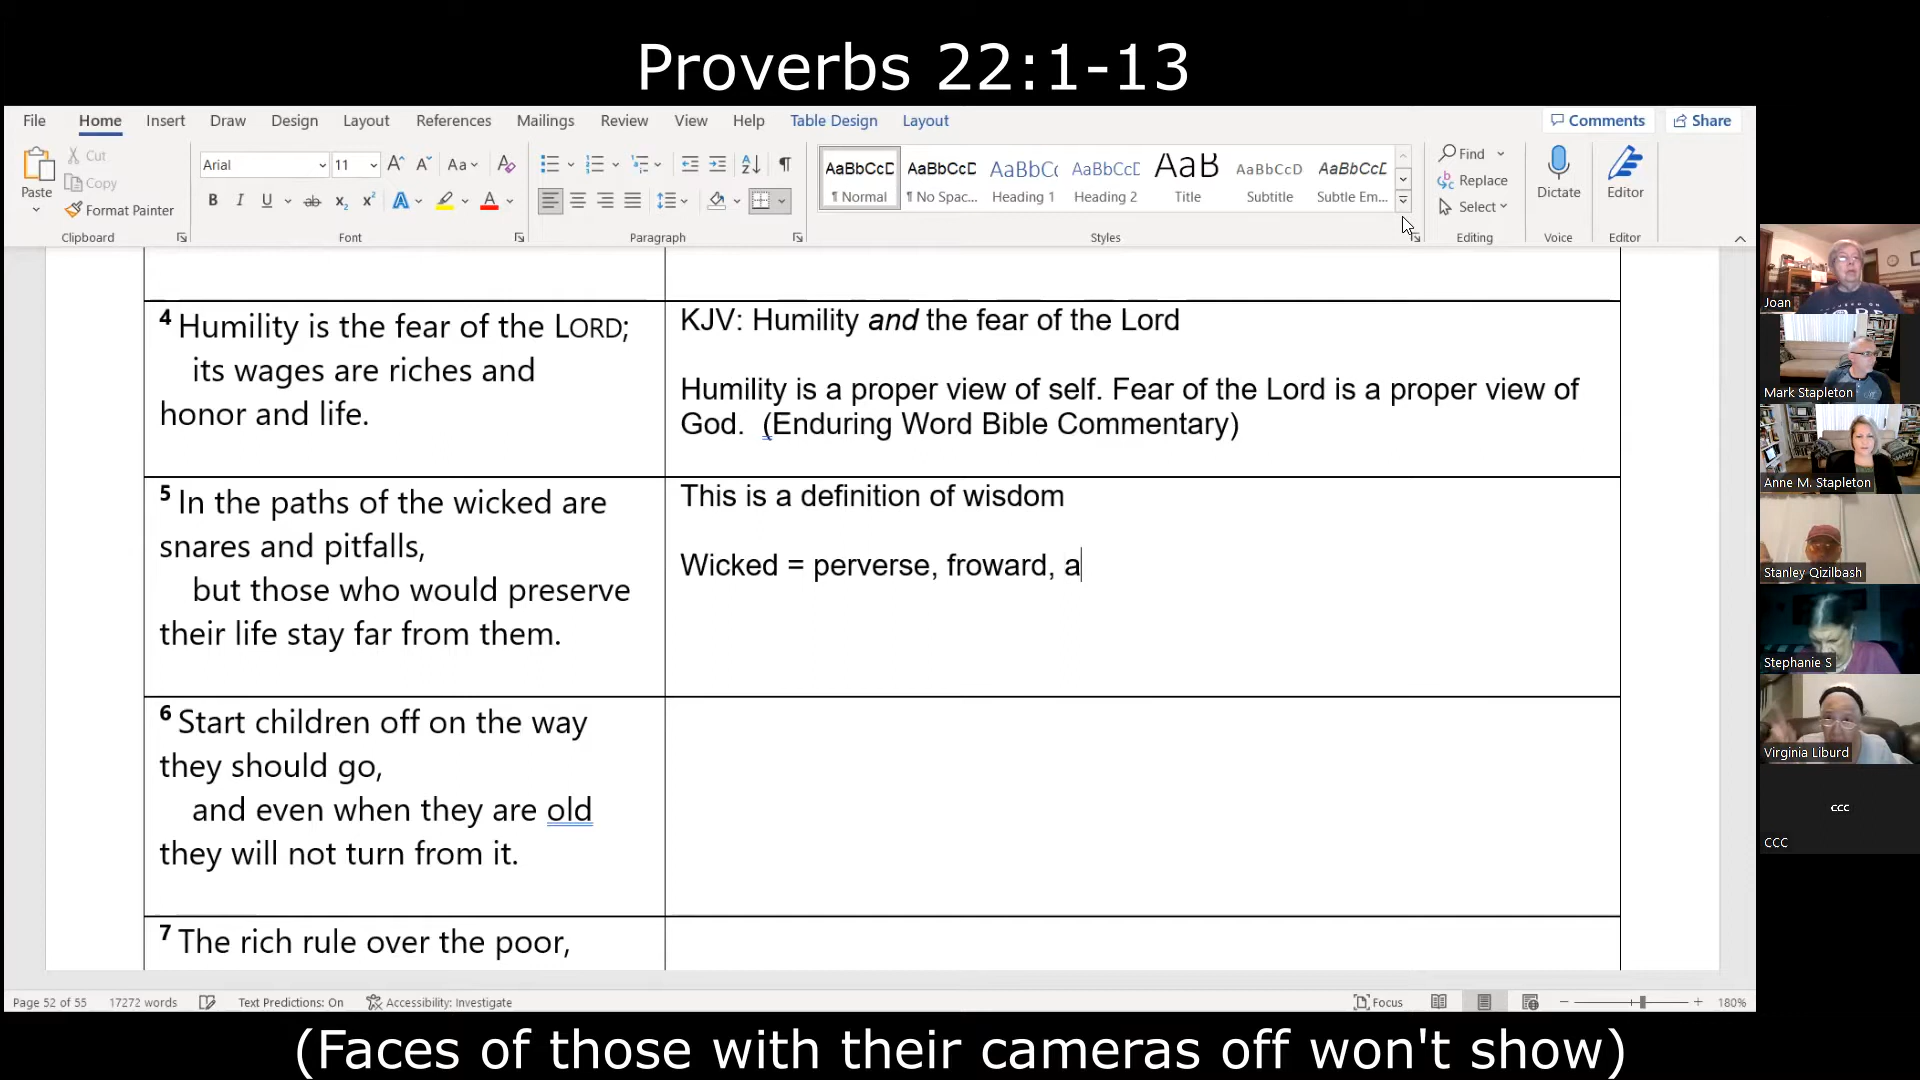 Proverbs 22:1-13
File Home Insert Draw Design Layout References Mailings Review View Help Table Design Layout Comments Share
Paste
Cut
Copy
Format Painter
Clipboard
Arial 11
Font
Paragraph
AaBbCcD AaBbCcD AaBbCc AaBbCcD AaB AaBbCcD AaBbCcD
¶ Normal ¶ No Spac... Heading 1 Heading 2 Title Subtitle Subtle Em...
Styles
Find
Replace
Select
Editing
Dictate
Voice
Editor
Editor
4 Humility is the fear of the LORD;
its wages are riches and
honor and life.
KJV: Humility and the fear of the Lord
Humility is a proper view of self. Fear of the Lord is a proper view of
God. (Enduring Word Bible Commentary)
5 In the paths of the wicked are
snares and pitfalls,
but those who would preserve
their life stay far from them.
This is a definition of wisdom
Wicked = perverse, froward, a
6 Start children off on the way
they should go,
and even when they are old
they will not turn from it.
7 The rich rule over the poor,
Page 52 of 55 17272 words Text Predictions: On Accessibility: Investigate Focus 180%
Joan
Mark Stapleton
Anne M. Stapleton
Stanley Qizilbash
Stephanie S
Virginia Liburd
CCC
CCC
(Faces of those with their cameras off won't show)